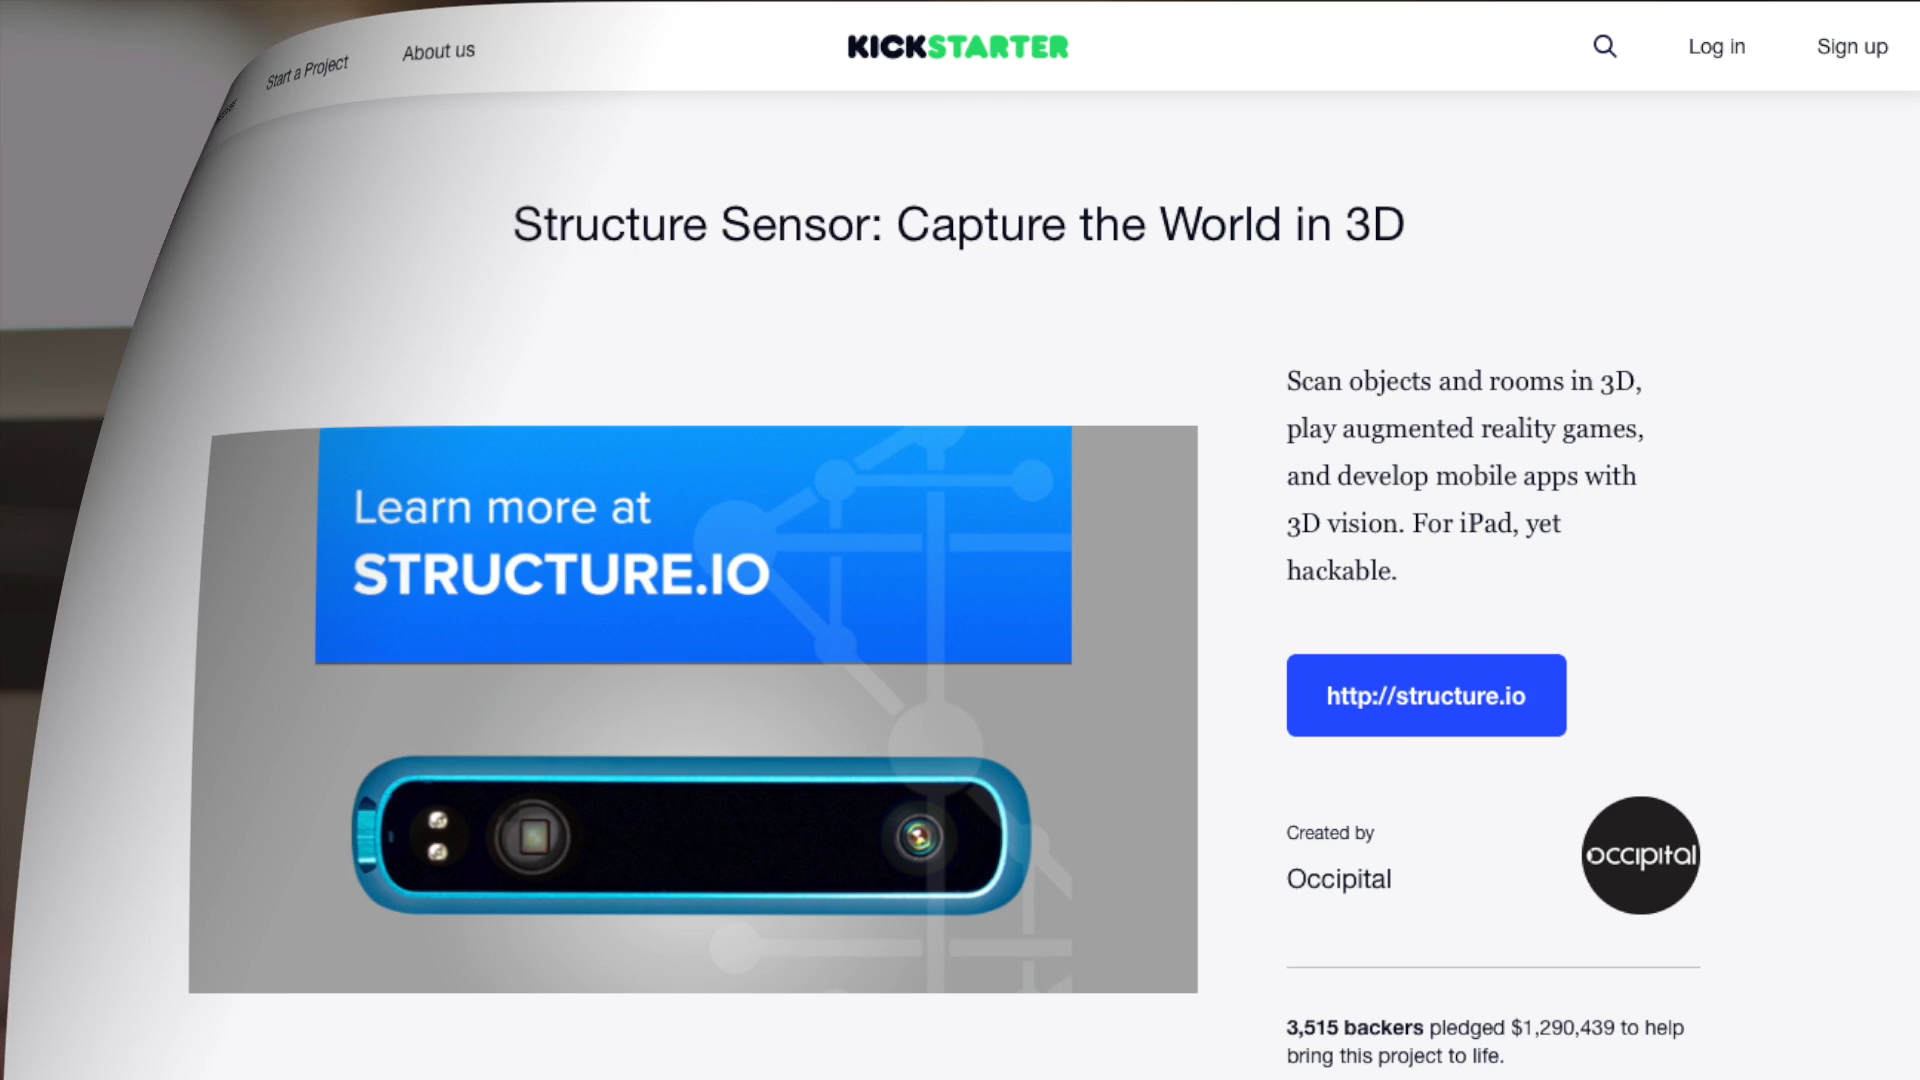 Start a Project
About us
KICKSTARTER
Log in
Sign up
Structure Sensor: Capture the World in 3D
Learn more at
STRUCTURE.IO
Scan objects and rooms in 3D,
play augmented reality games,
and develop mobile apps with
3D vision. For iPad, yet
hackable.
http://structure.io
Created by
Occipital
occipital
3,515 backers pledged $1,290,439 to help
bring this project to life.